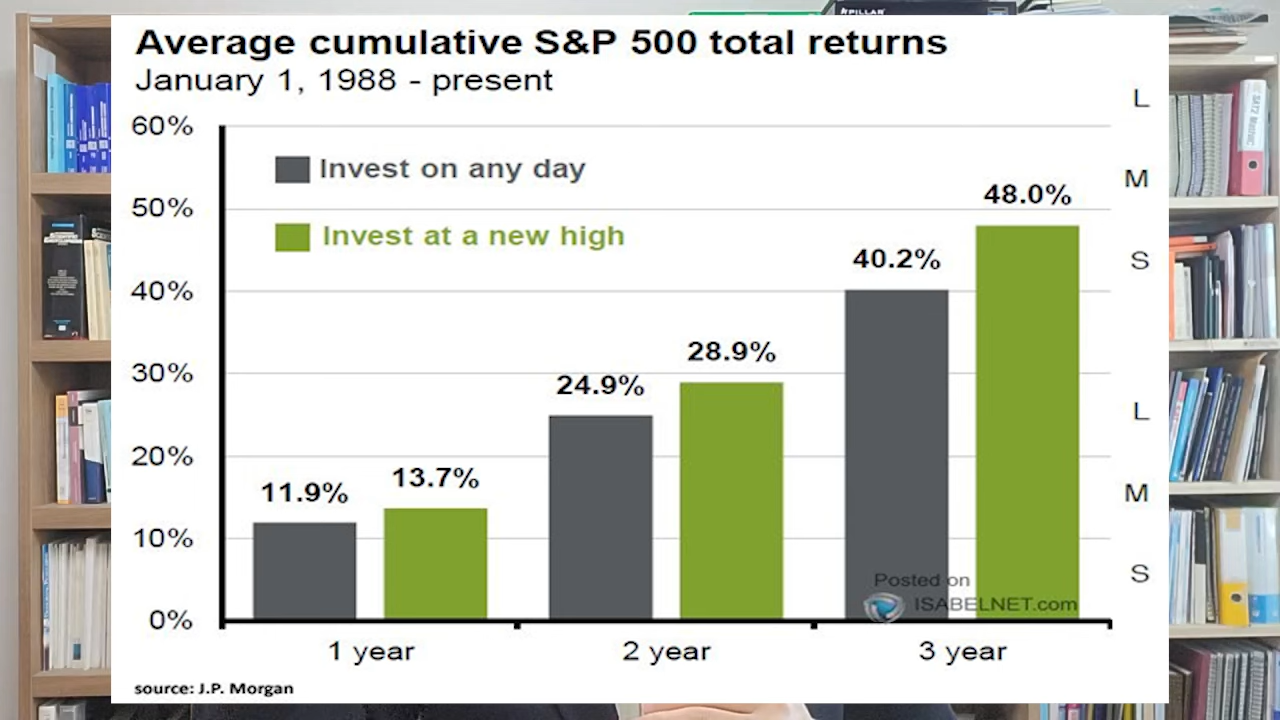 PILLAR
Average cumulative S&P 500 total returns
January 1, 1988 - present
60%
50%
40%
30%
20%
10%
0%
Invest on any day
Invest at a new high
11.9%
13.7%
24.9%
28.9%
40.2%
48.0%
1 year
2 year
3 year
Posted on
ISABELNET.com
source: J.P. Morgan
L
M
S
L
M
S